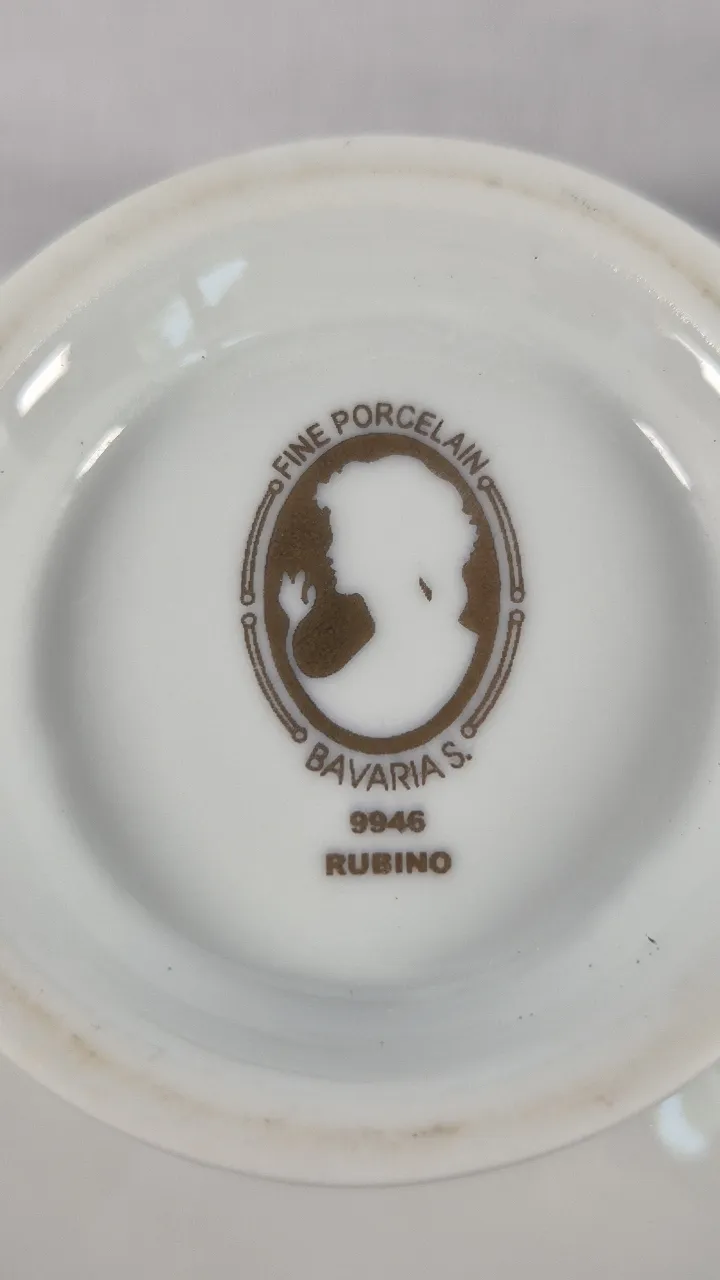 FINE PORCELAIN
BAVARIA S.
9946
RUBINO